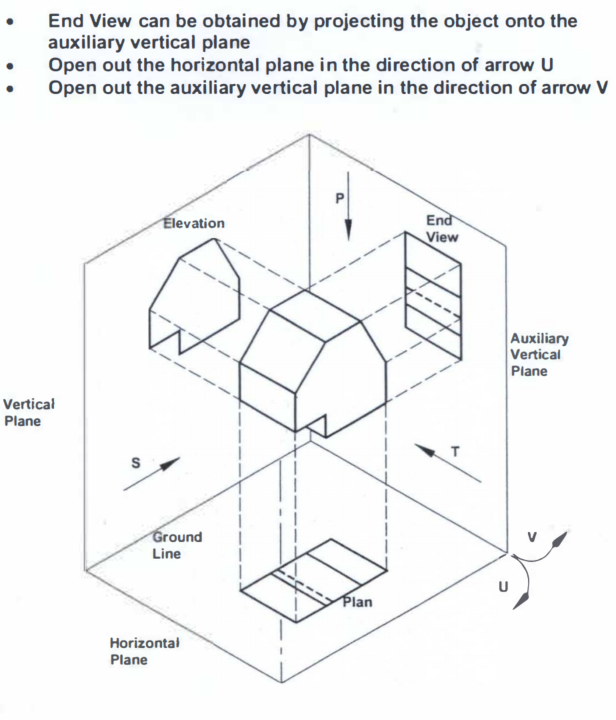 • End View can be obtained by projecting the object onto the
auxiliary vertical plane
• Open out the horizontal plane in the direction of arrow U
• Open out the auxiliary vertical plane in the direction of arrow V
P
Elevation
End
View
Auxiliary
Vertical
Plane
Vertical
Plane
S
T
Ground
Line
V
U
Plan
Horizontal
Plane